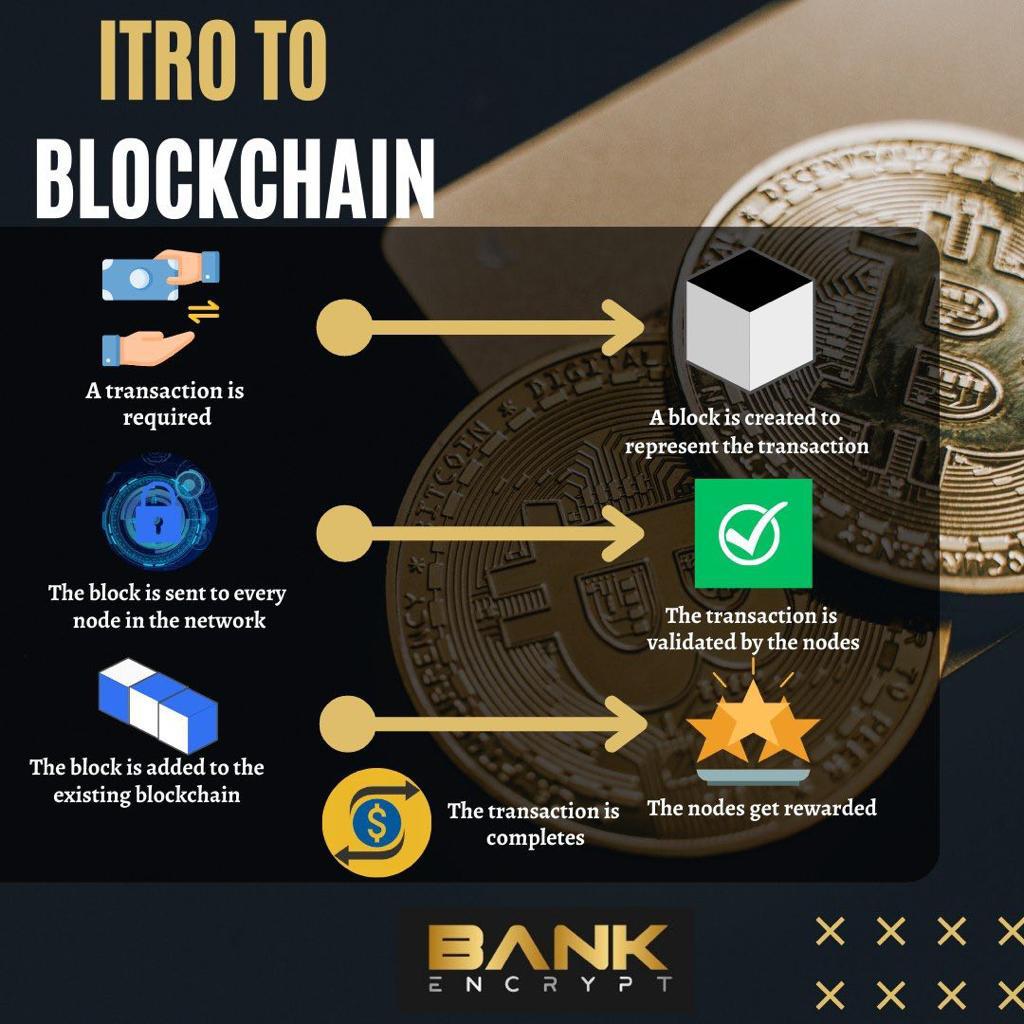 ITRO TO
BLOCKCHAIN
A transaction is
required
A block is created to
represent the transaction
The block is sent to every
node in the network
The transaction is
validated by the nodes
The block is added to the
existing blockchain
The nodes get rewarded
$
The transaction is
completes
BANK
ENCRYPT
BITCOIN
DIGITAL